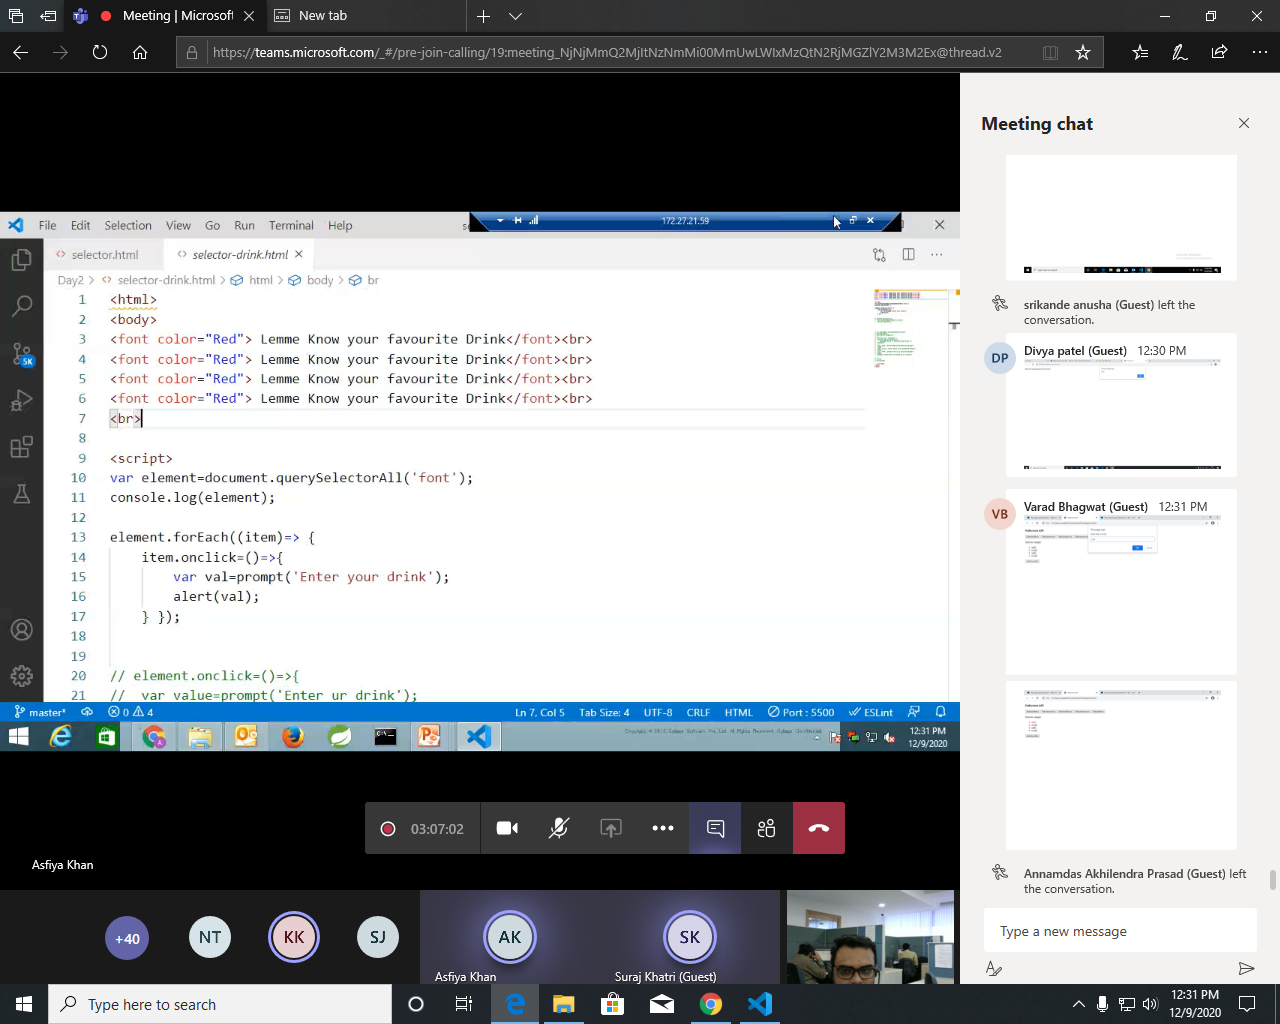 Meeting | Microsoft
New tab
https://teams.microsoft.com/_#/pre-join-calling/19:meeting_NjNjMmQ2MjItNzNmMi00MmUwLWIxMzQtN2RjMGZlY2M3M2Ex@thread.v2
File Edit Selection View Go Run Terminal Help
172.27.21.59
selector.html
selector-drink.html
Day2 > selector-drink.html > html > body > br
1 <html>
2 <body>
3 <font color="Red"> Lemme Know your favourite Drink</font><br>
4 <font color="Red"> Lemme Know your favourite Drink</font><br>
5 <font color="Red"> Lemme Know your favourite Drink</font><br>
6 <font color="Red"> Lemme Know your favourite Drink</font><br>
7 <br>
8
9 <script>
10 var element=document.querySelectorAll('font');
11 console.log(element);
12
13 element.forEach((item)=> {
14 item.onclick=()=>{
15 var val=prompt('Enter your drink');
16 alert(val);
17 } });
18
19
20 // element.onclick=()=>{
21 // var value=prompt('Enter ur drink');
5K
master* 0 4 Ln 7, Col 5 Tab Size: 4 UTF-8 CRLF HTML Port : 5500 ESLint
12:31 PM
12/9/2020
03:07:02
Asfiya Khan
+40 NT KK SJ AK SK
Asfiya Khan
Suraj Khatri (Guest)
Meeting chat
srikande anusha (Guest) left the
conversation.
DP
Divya patel (Guest) 12:30 PM
VB
Varad Bhagwat (Guest) 12:31 PM
Annamdas Akhilendra Prasad (Guest) left
the conversation.
Type a new message
Type here to search
12:31 PM
12/9/2020